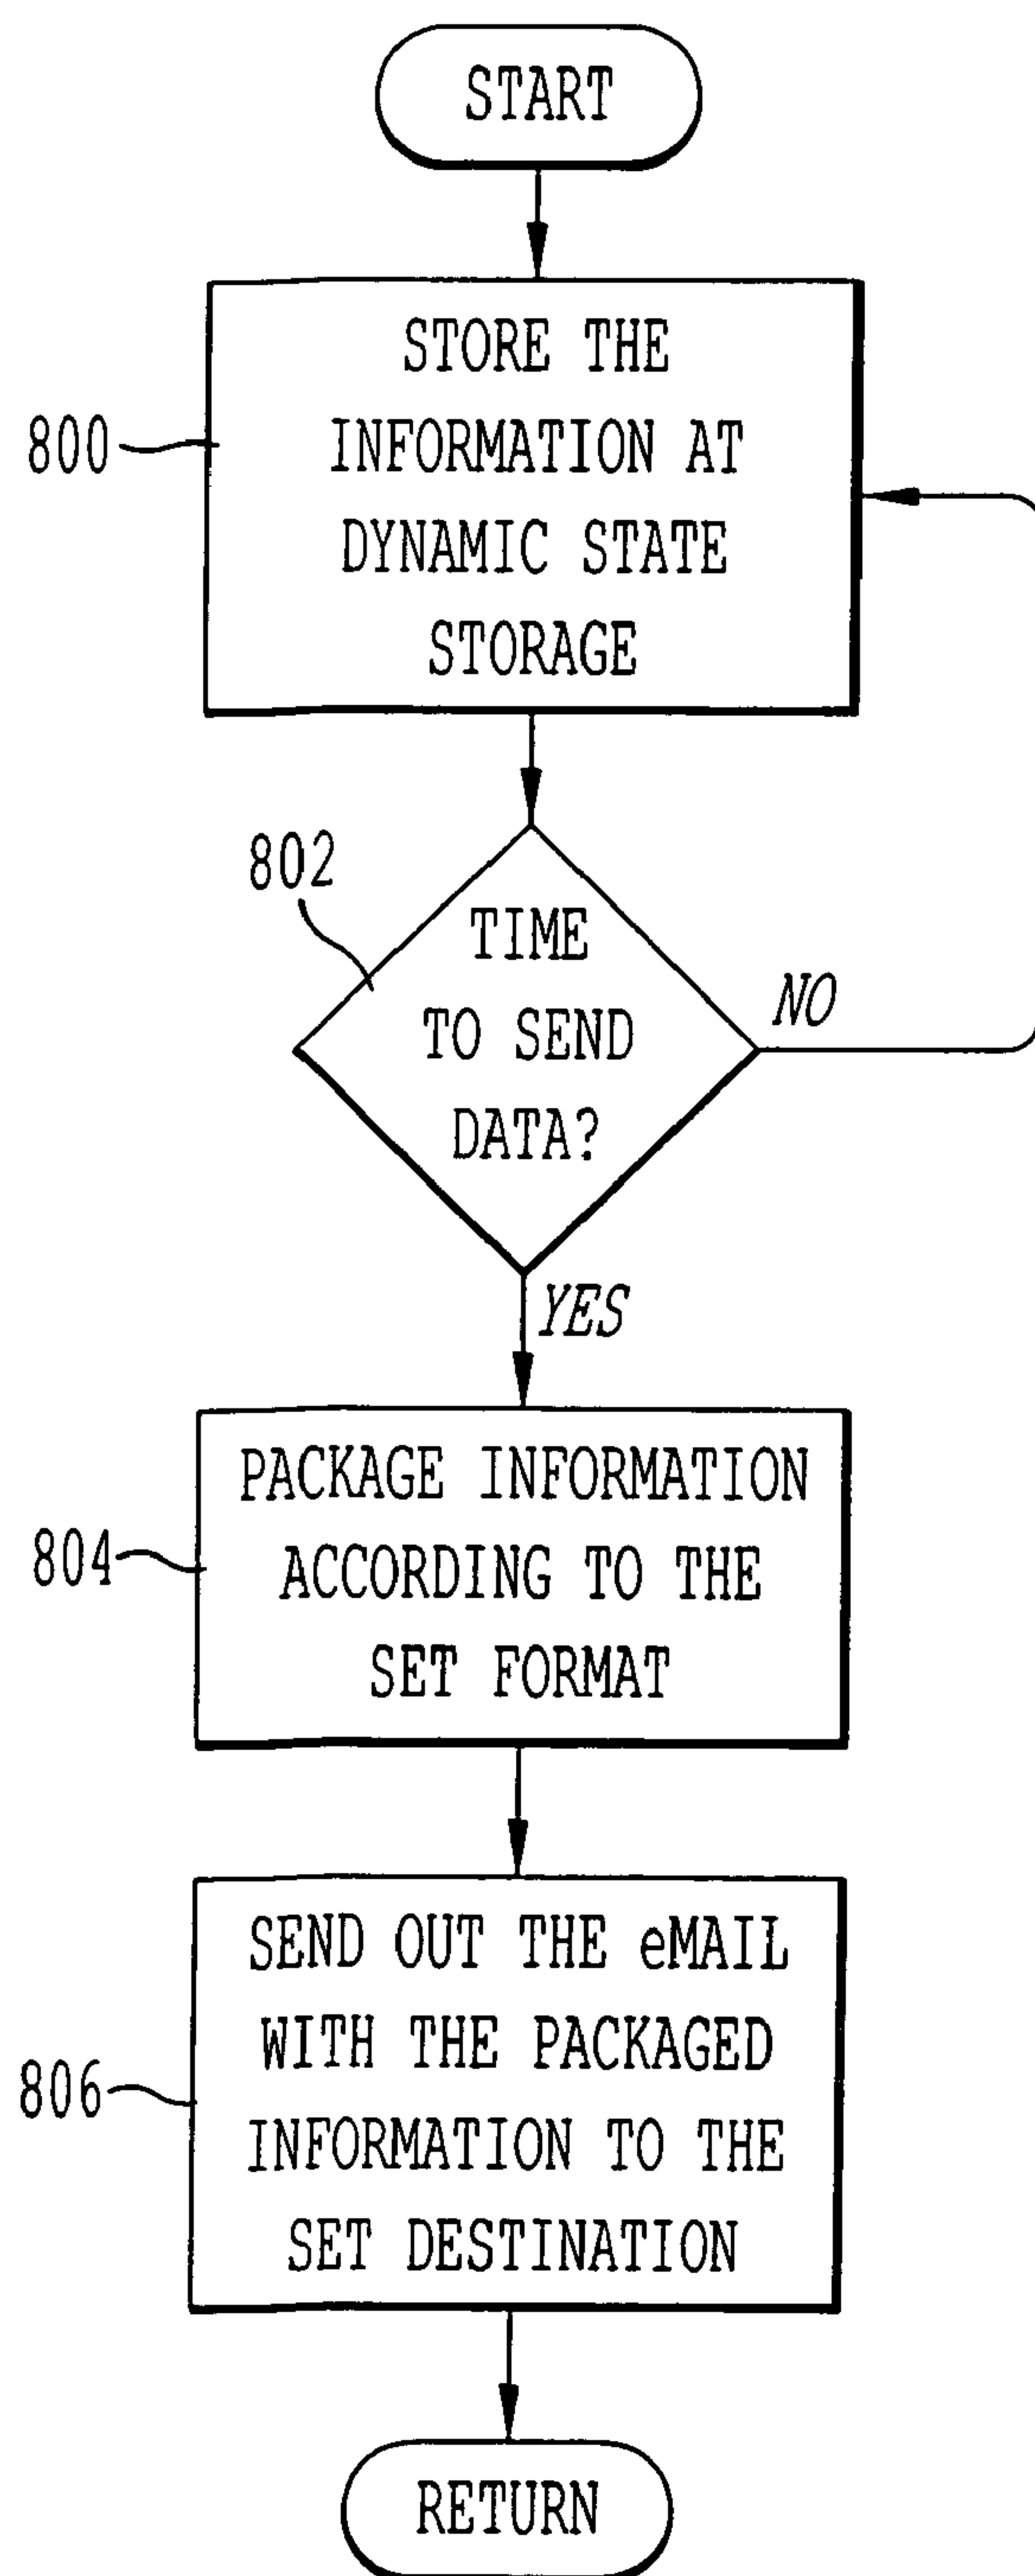 START
STORE THE
INFORMATION AT
DYNAMIC STATE
STORAGE
800
802
TIME
TO SEND
DATA?
NO
YES
PACKAGE INFORMATION
ACCORDING TO THE
SET FORMAT
804
SEND OUT THE eMAIL
WITH THE PACKAGED
INFORMATION TO THE
SET DESTINATION
806
RETURN